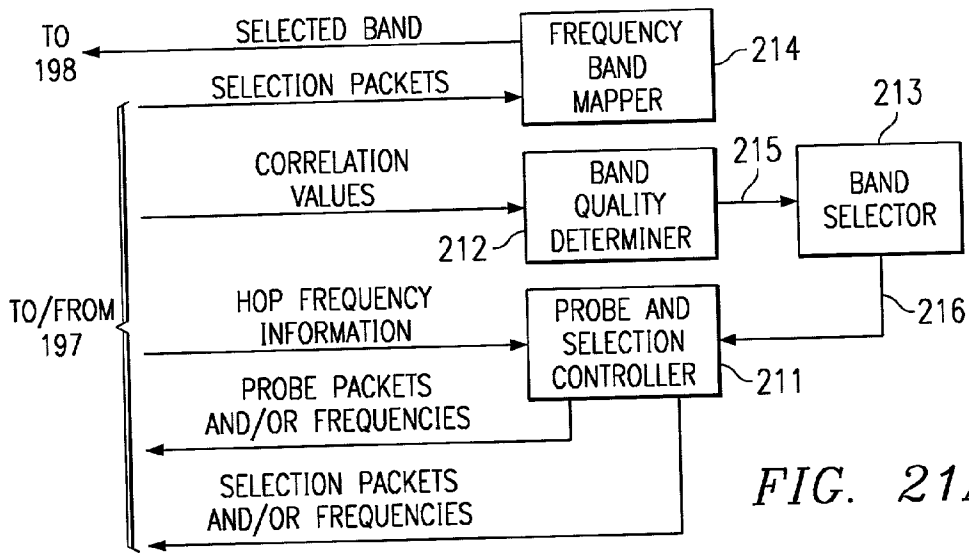 TO
198
SELECTED BAND
FREQUENCY
BAND
MAPPER
214
SELECTION PACKETS
213
CORRELATION
VALUES
BAND
QUALITY
DETERMINER
212
215
BAND
SELECTOR
TO/FROM
197
HOP FREQUENCY
INFORMATION
PROBE AND
SELECTION
CONTROLLER
211
216
PROBE PACKETS
AND/OR FREQUENCIES
SELECTION PACKETS
AND/OR FREQUENCIES
FIG. 21